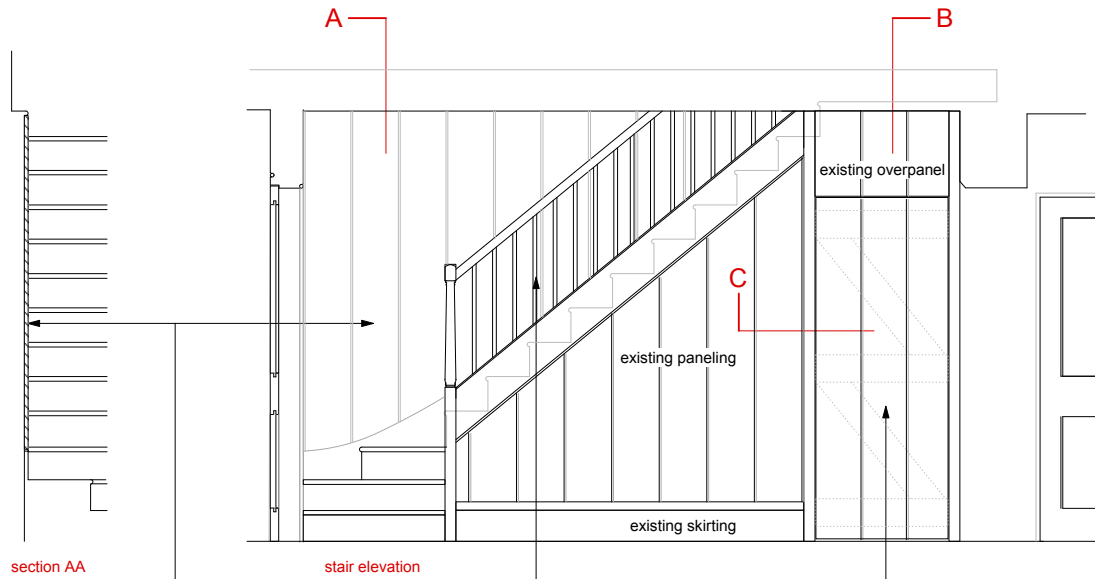 A
B
existing overpanel
C
existing paneling
existing skirting
section AA
stair elevation